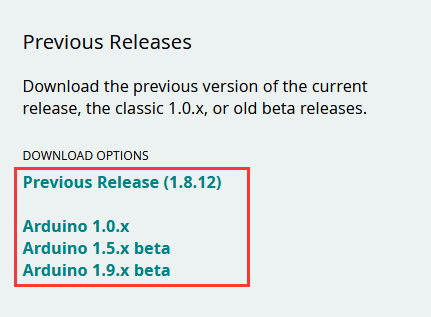 Previous Releases
Download the previous version of the current
release, the classic 1.0.x, or old beta releases.
DOWNLOAD OPTIONS
Previous Release (1.8.12)
Arduino 1.0.x
Arduino 1.5.x beta
Arduino 1.9.x beta